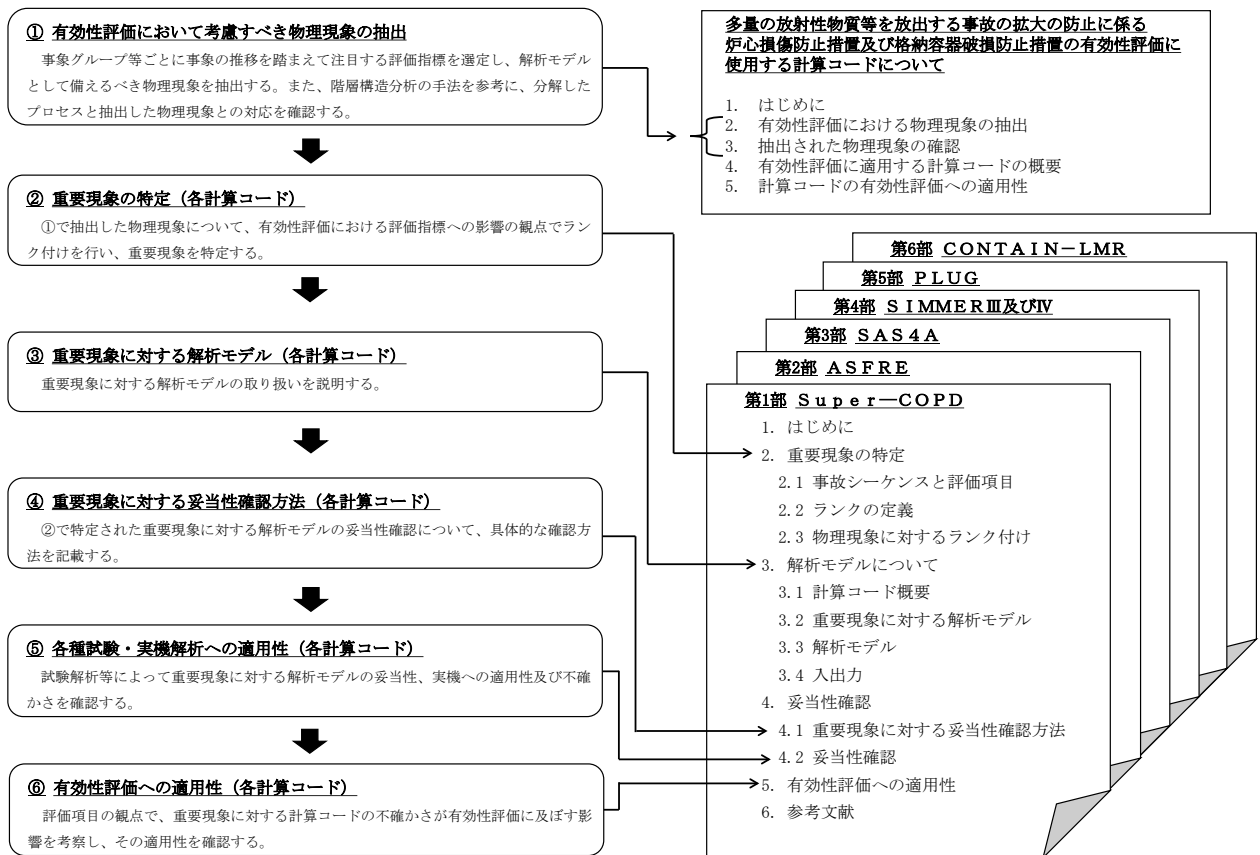 ① 有効性評価において考慮すべき物理現象の抽出
事象グループ等ごとに事象の推移を踏まえて注目する評価指標を選定し、解析モデル
として備えるべき物理現象を抽出する。また、階層構造分析の手法を参考に、分解した
プロセスと抽出した物理現象との対応を確認する。
② 重要現象の特定（各計算コード）
①で抽出した物理現象について、有効性評価における評価指標への影響の観点でラン
ク付けを行い、重要現象を特定する。
③ 重要現象に対する解析モデル（各計算コード）
重要現象に対する解析モデルの取り扱いを説明する。
④ 重要現象に対する妥当性確認方法（各計算コード）
②で特定された重要現象に対する解析モデルの妥当性確認について、具体的な確認方
法を記載する。
⑤ 各種試験・実機解析への適用性（各計算コード）
試験解析等によって重要現象に対する解析モデルの妥当性、実機への適用性及び不確
かさを確認する。
⑥ 有効性評価への適用性（各計算コード）
評価項目の観点で、重要現象に対する計算コードの不確かさが有効性評価に及ぼす影
響を考察し、その適用性を確認する。
多量の放射性物質等を放出する事故の拡大の防止に係る
炉心損傷防止措置及び格納容器破損防止措置の有効性評価に
使用する計算コードについて
1. はじめに
2. 有効性評価における物理現象の抽出
3. 抽出された物理現象の確認
4. 有効性評価に適用する計算コードの概要
5. 計算コードの有効性評価への適用性
第6部 ＣＯＮＴＡＩＮ－ＬＭＲ
第5部 ＰＬＵＧ
第4部 ＳＩＭＭＥＲⅢ及びⅣ
第3部 ＳＡＳ４Ａ
第2部 ＡＳＦＲＥ
第1部 Ｓｕｐｅｒ―ＣＯＰＤ
1. はじめに
2. 重要現象の特定
2.1 事故シーケンスと評価項目
2.2 ランクの定義
2.3 物理現象に対するランク付け
3. 解析モデルについて
3.1 計算コード概要
3.2 重要現象に対する解析モデル
3.3 解析モデル
3.4 入出力
4. 妥当性確認
4.1 重要現象に対する妥当性確認方法
4.2 妥当性確認
5. 有効性評価への適用性
6. 参考文献